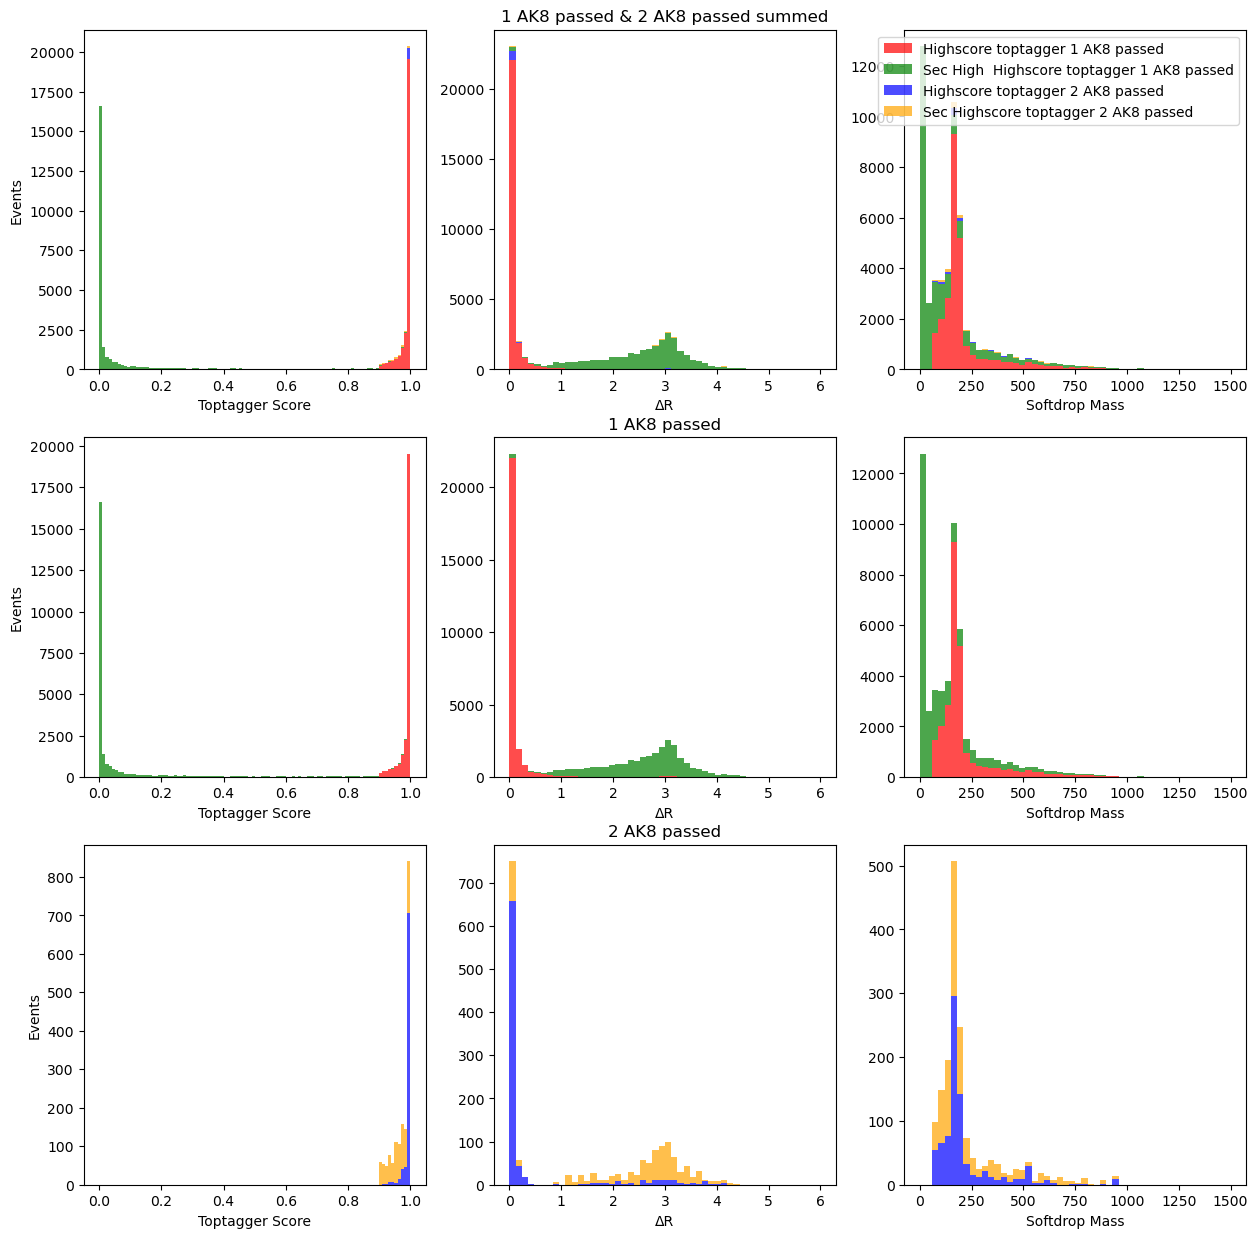 1 AK8 passed & 2 AK8 passed summed
20000
17500
15000
12500
10000
7500
5000
2500
0
Events
0.0 0.2 0.4 0.6 0.8 1.0
Toptagger Score
20000
15000
10000
5000
0
0 1 2 3 4 5 6
ΔR
Highscore toptagger 1 AK8 passed
Sec High  Highscore toptagger 1 AK8 passed
Highscore toptagger 2 AK8 passed
Sec Highscore toptagger 2 AK8 passed
12000
10000
8000
6000
4000
2000
0
0 250 500 750 1000 1250 1500
Softdrop Mass
1 AK8 passed
20000
17500
15000
12500
10000
7500
5000
2500
0
Events
0.0 0.2 0.4 0.6 0.8 1.0
Toptagger Score
20000
15000
10000
5000
0
0 1 2 3 4 5 6
ΔR
12000
10000
8000
6000
4000
2000
0
0 250 500 750 1000 1250 1500
Softdrop Mass
2 AK8 passed
800
700
600
500
400
300
200
100
0
Events
0.0 0.2 0.4 0.6 0.8 1.0
Toptagger Score
700
600
500
400
300
200
100
0
0 1 2 3 4 5 6
ΔR
500
400
300
200
100
0
0 250 500 750 1000 1250 1500
Softdrop Mass